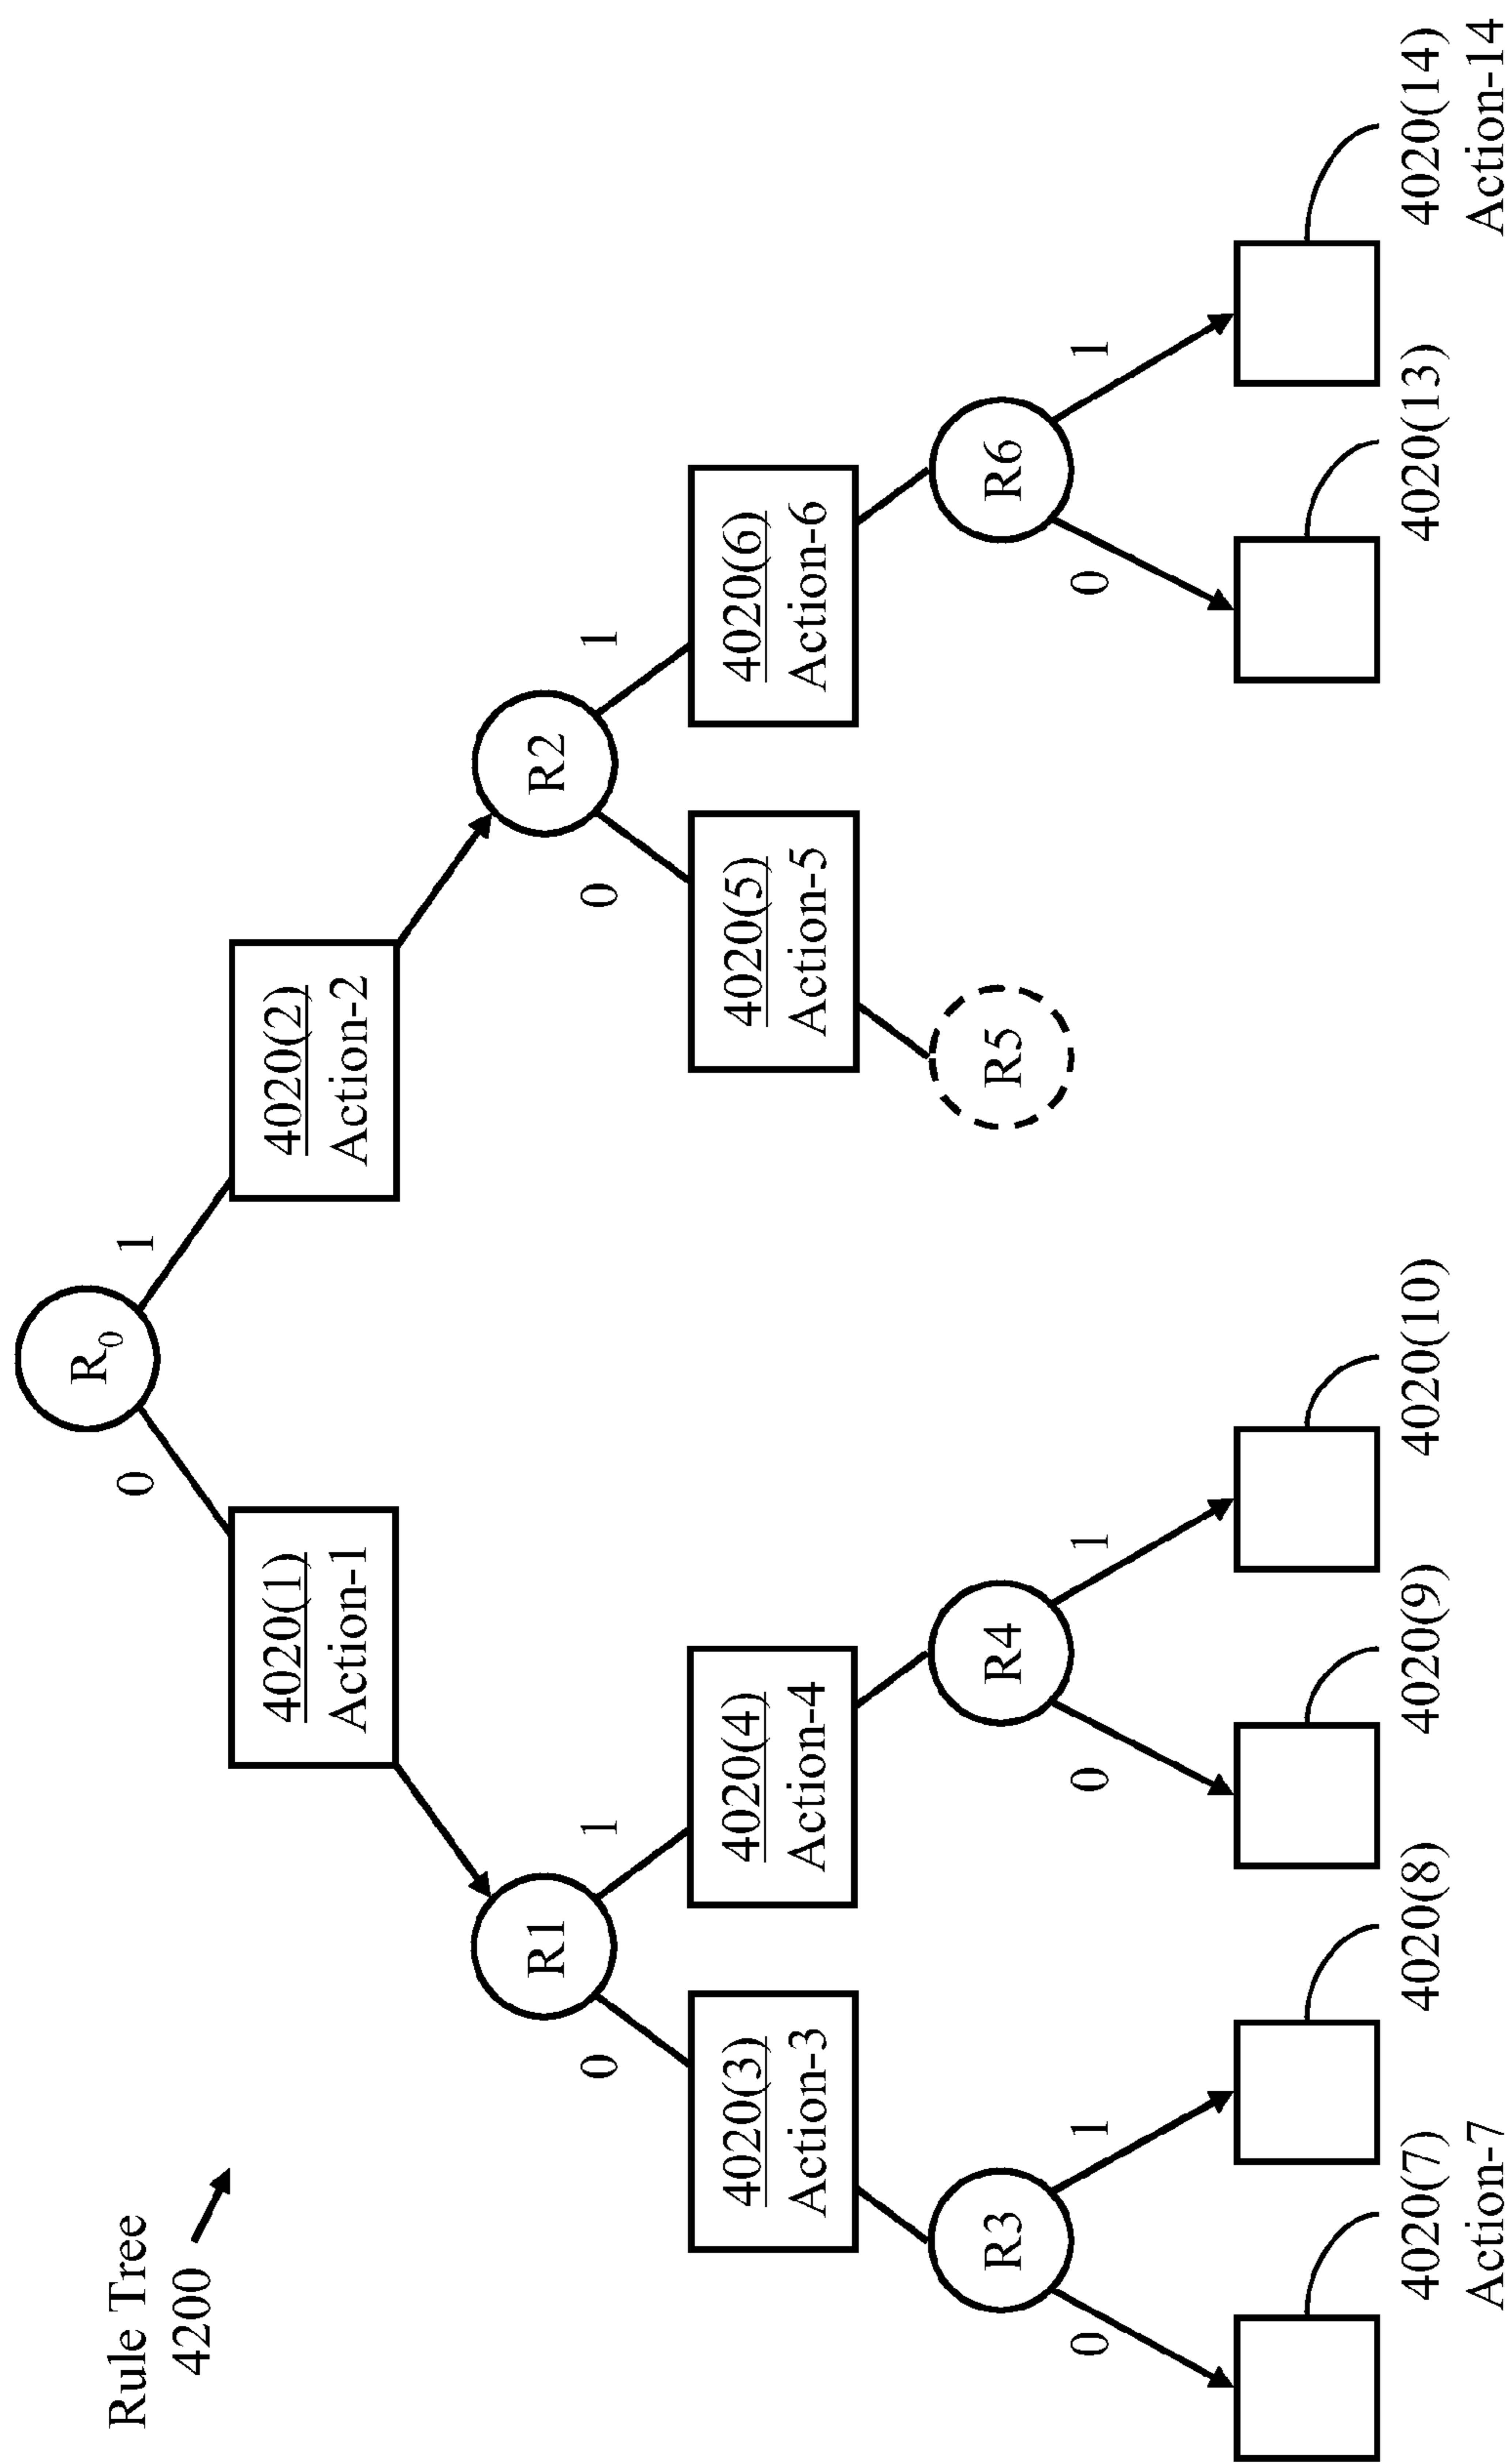 Rule Tree
4200
R0
0
1
4020(1)
Action-1
4020(2)
Action-2
R1
R2
0
1
0
1
4020(3)
Action-3
4020(4)
Action-4
4020(5)
Action-5
4020(6)
Action-6
R3
R4
R5
R6
0
1
0
1
0
1
4020(7)
Action-7
4020(8)
4020(9)
4020(10)
4020(13)
4020(14)
Action-14